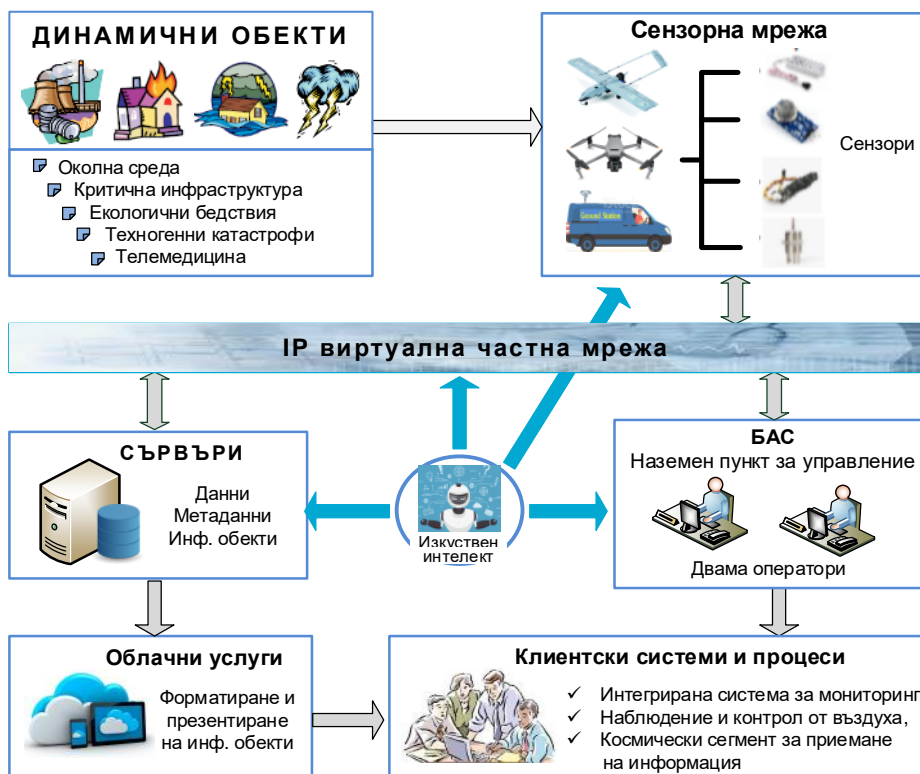 ДИНАМИЧНИ ОБЕКТИ
Околна среда
Критична инфраструктура
Екологични бедствия
Техногенни катастрофи
Телемедицина
Сензорна мрежа
Ground Station
Сензори
IP виртуална частна мрежа
СЪРВЪРИ
Данни
Метаданни
Инф. обекти
Изкуствен
интелект
БАС
Наземен пункт за управление
Двама оператори
Облачни услуги
Форматиране и
презентиране
на инф. обекти
Клиентски системи и процеси
Интегрирана система за мониторинг
Наблюдение и контрол от въздуха,
Космически сегмент за приемане
на информация